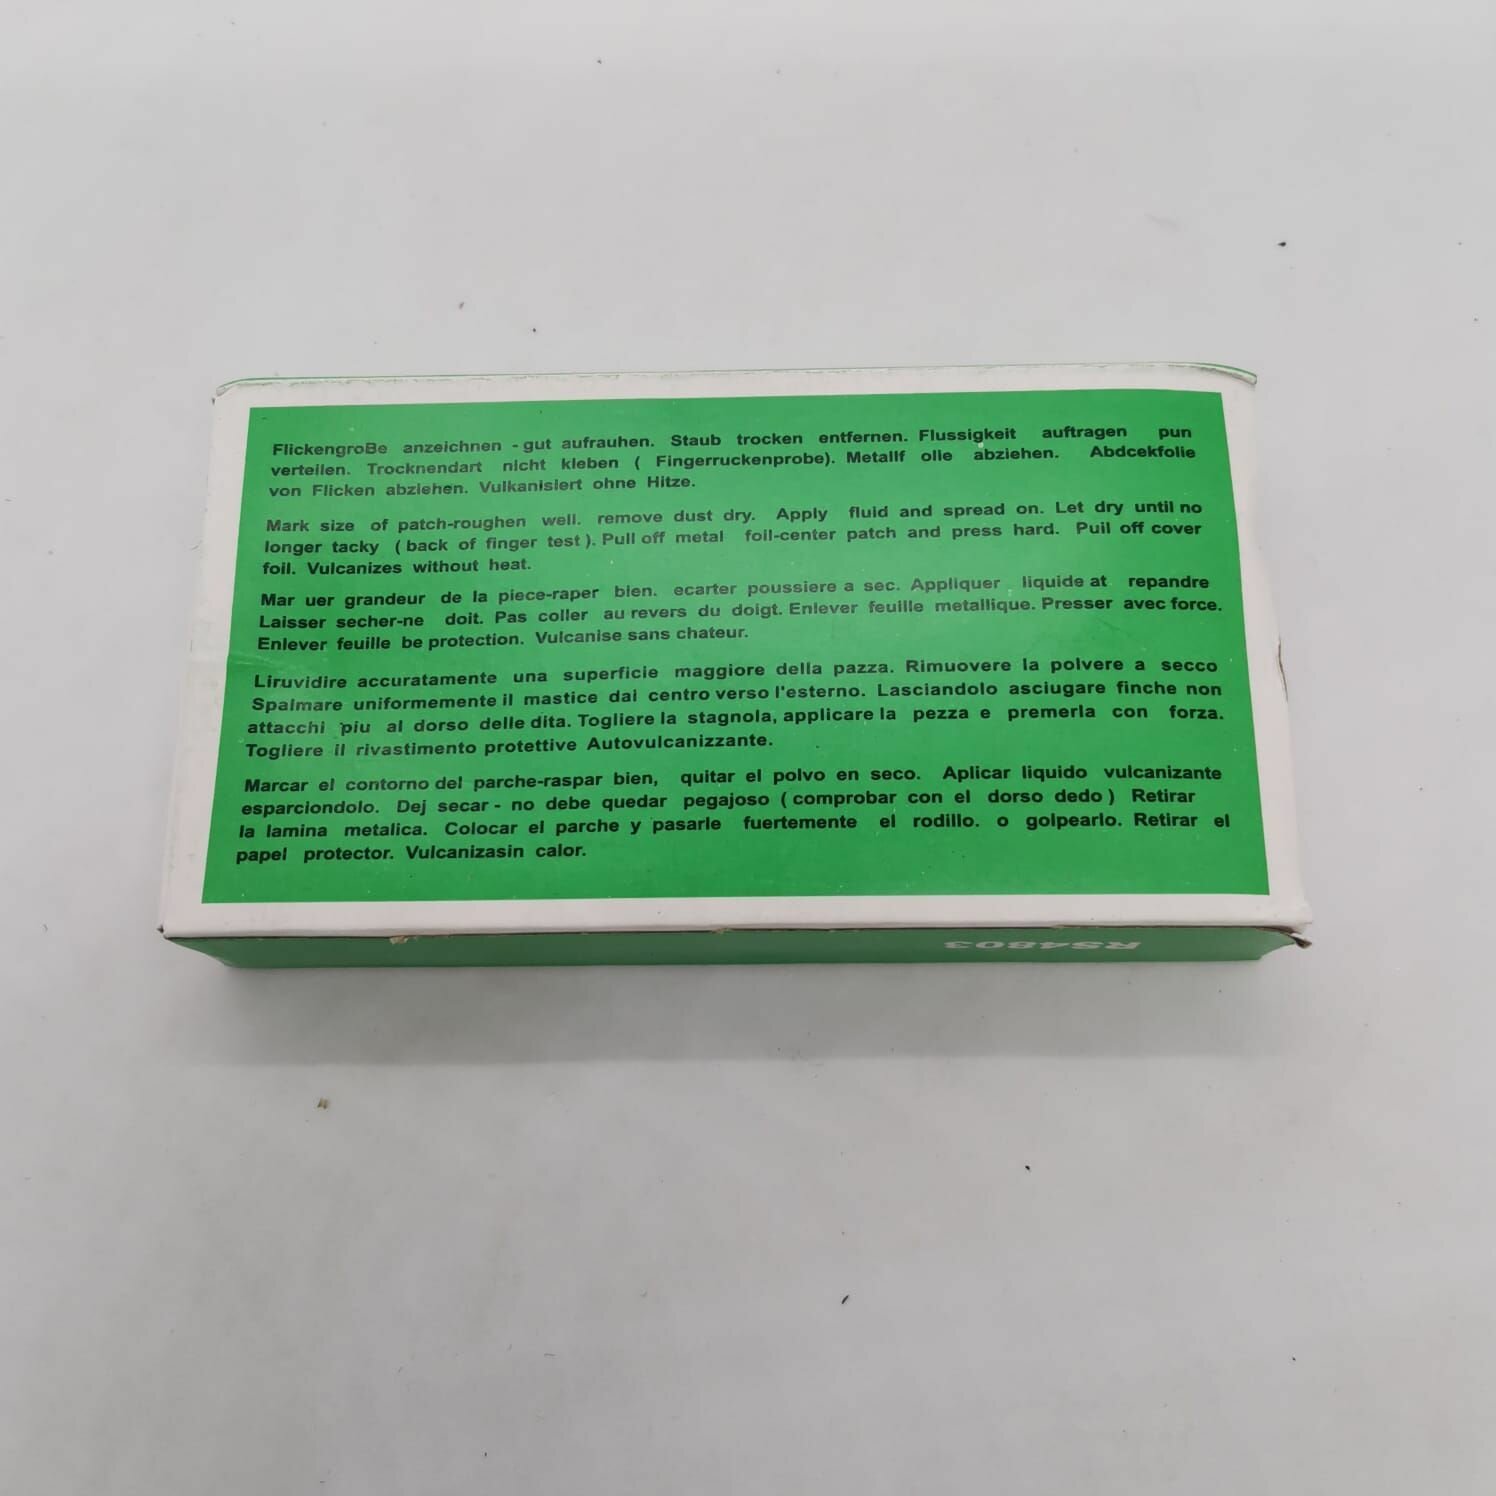 FlickengroBe anzeichnen - gut aufrauhen. Staub trocken entfernen. Flussigkeit auftragen pun
verteilen. Trocknendart nicht kleben ( Fingerruckenprobe). Metallf olle abziehen. Abdcekfolie
von Flicken abziehen. Vulkanisiert ohne Hitze.
Mark size of patch-roughen well. remove dust dry. Apply fluid and spread on. Let dry until no
longer tacky ( back of finger test ). Pull off metal foil-center patch and press hard. Puil off cover
foil. Vulcanizes without heat.
Mar uer grandeur de la piece-raper bien. ecarter poussiere a sec. Appliquer liquide at repandre
Laisser secher-ne doit. Pas coller au revers du doigt. Enlever feuille metallique. Presser avec force.
Enlever feuille be protection. Vulcanise sans chateur.
Liruvidire accuratamente una superficie maggiore della pazza. Rimuovere la polvere a secco
Spalmare uniformemente il mastice dal centro verso l'esterno. Lasciandolo asciugare finche non
attacchi piu al dorso delle dita. Togliere la stagnola, applicare la pezza e premerla con forza.
Togliere il rivastimento protettive Autovulcanizzante.
Marcar el contorno del parche-raspar bien, quitar el polvo en seco. Aplicar liquido vulcanizante
esparciondolo. Dej secar - no debe quedar pegajoso ( comprobar con el dorso dedo ) Retirar
la lamina metalica. Colocar el parche y pasarle fuertemente el rodillo. o golpearlo. Retirar el
papel protector. Vulcanizasin calor.
RS4803